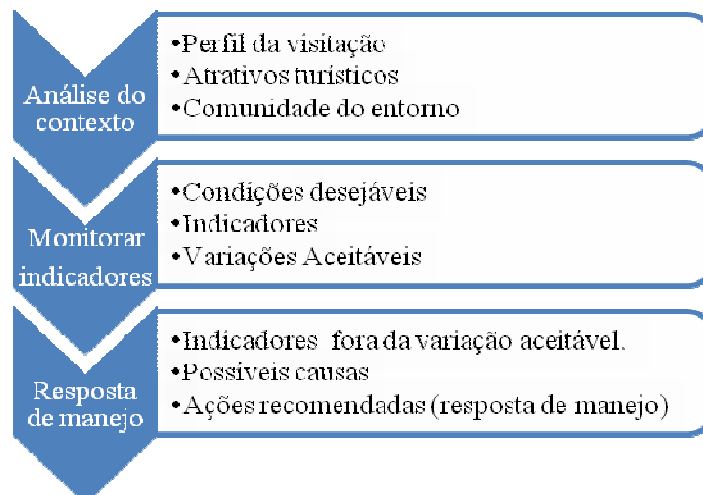 Análise do
contexto
•Perfil da visitação
•Atrativos turísticos
•Comunidade do entorno
Monitorar
indicadores
•Condições desejáveis
•Indicadores
•Variações Aceitáveis
Resposta
de manejo
•Indicadores fora da variação aceitável.
•Possíveis causas
•Ações recomendadas (resposta de manejo)